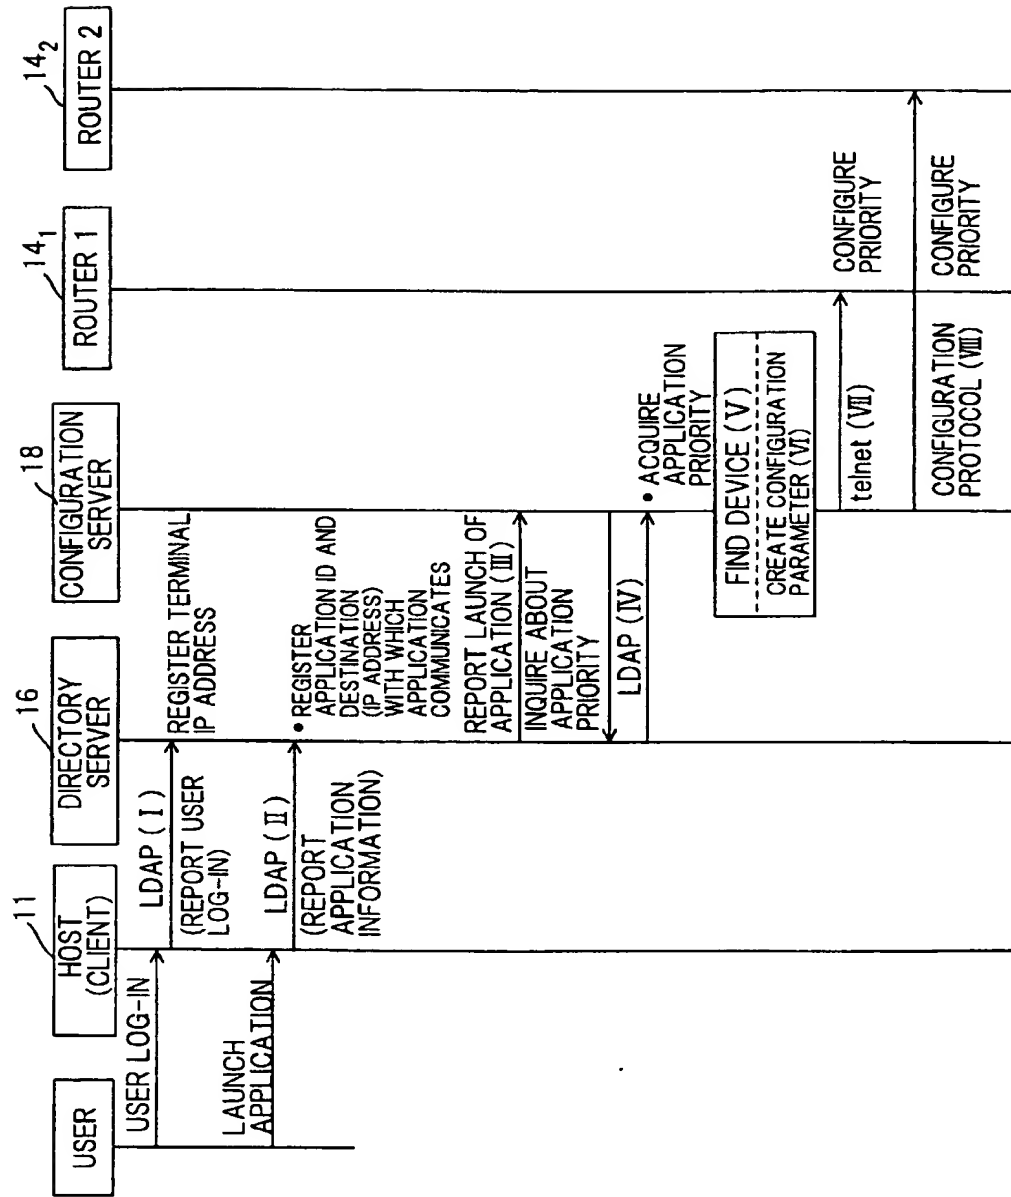 USER
HOST
(CLIENT)
11
DIRECTORY
SERVER
16
CONFIGURATION
SERVER
18
ROUTER 1
14₁
ROUTER 2
14₂
USER LOG-IN
LDAP (Ⅰ)
(REPORT USER
LOG-IN)
REGISTER TERMINAL
IP ADDRESS
LAUNCH
APPLICATION
LDAP (Ⅱ)
(REPORT
APPLICATION
INFORMATION)
• REGISTER
APPLICATION ID AND
DESTINATION
(IP ADDRESS)
WITH WHICH
APPLICATION
COMMUNICATES
REPORT LAUNCH OF
APPLICATION (Ⅲ)
INQUIRE ABOUT
APPLICATION
PRIORITY
LDAP (Ⅳ)
• ACQUIRE
APPLICATION
PRIORITY
FIND DEVICE (Ⅴ)
CREATE CONFIGURATION
PARAMETER (Ⅵ)
telnet (Ⅶ)
CONFIGURE
PRIORITY
CONFIGURATION
PROTOCOL (Ⅷ)
CONFIGURE
PRIORITY